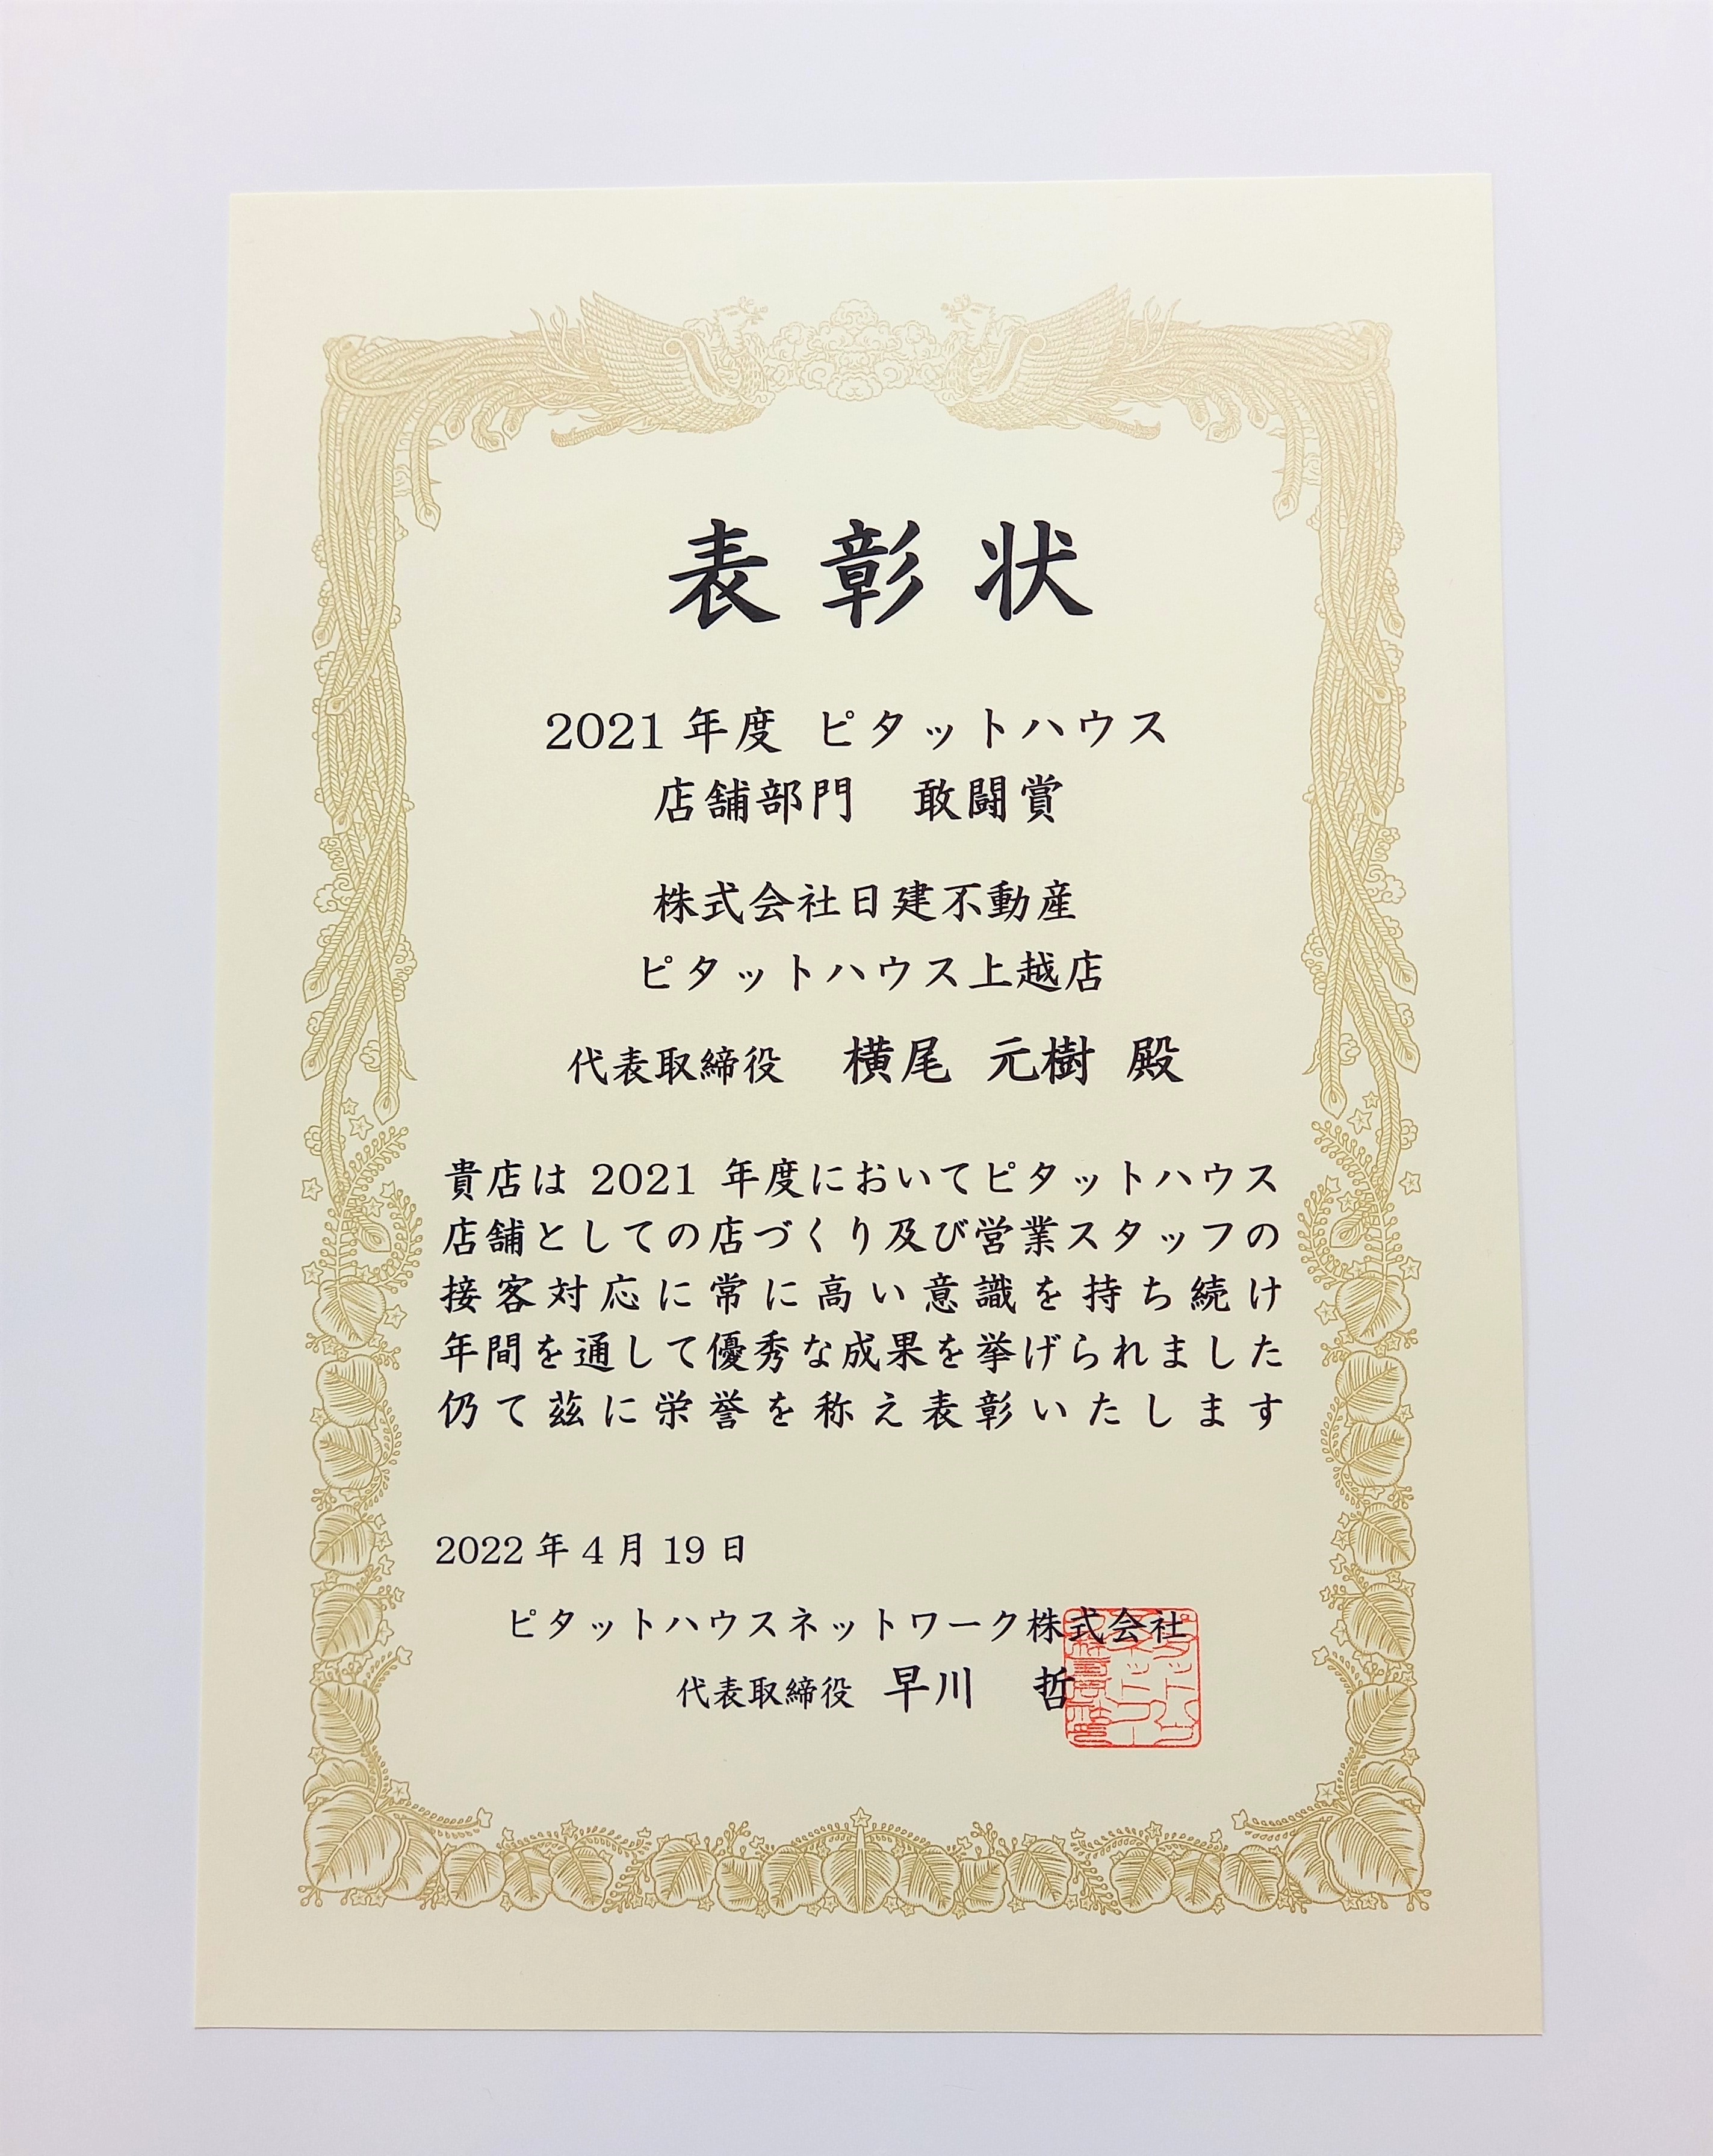 表彰状
2021年度 ピタットハウス
店舗部門　敢闘賞
株式会社日建不動産
ピタットハウス上越店
代表取締役　横尾 元樹 殿
貴店は 2021 年度においてピタットハウス
店舗としての店づくり及び営業スタッフの
接客対応に常に高い意識を持ち続け
年間を通して優秀な成果を挙げられました
仍て茲に栄誉を称え表彰いたします
2022年4月19日
ピタットハウスネットワーク株式会社
代表取締役 早川　哲